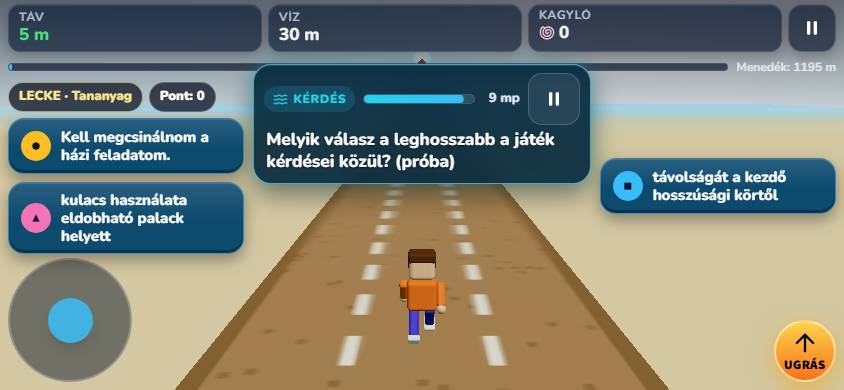 TÁV
5 m
VÍZ
30 m
KAGYLÓ
0
Menedék: 1195 m
LECKE · Tananyag
Pont: 0
KÉRDÉS
9 mp
Melyik válasz a leghosszabb a játék
kérdései közül? (próba)
Kell megcsinálnom a
házi feladatom.
kulacs használata
eldobható palack
helyett
távolságát a kezdő
hosszúsági körtől
UGRÁS